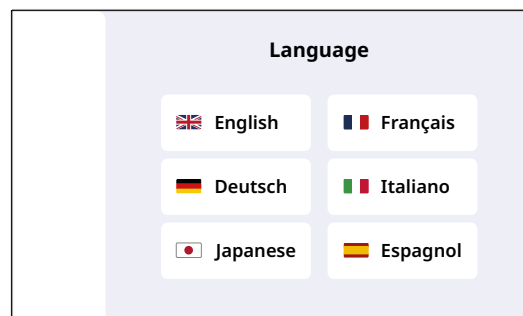 Language
English
Français
Deutsch
Italiano
Japanese
Espagnol